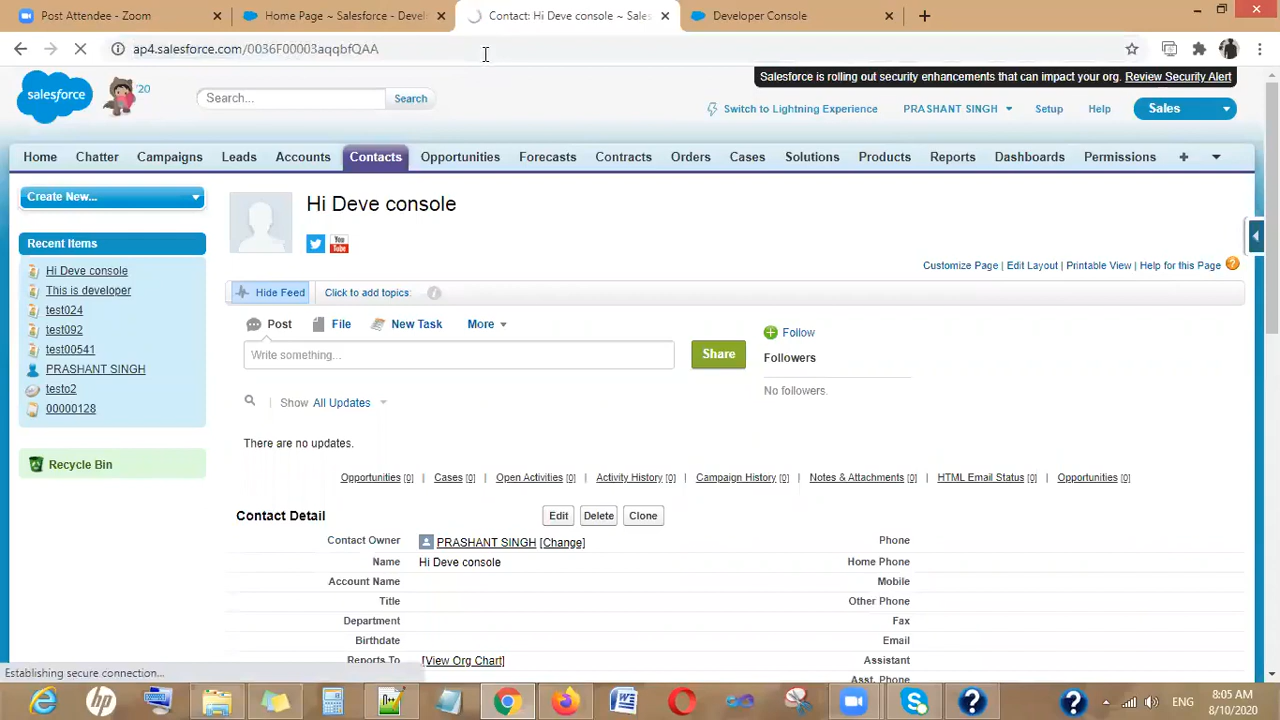 Post Attendee - Zoom
Home Page ~ Salesforce - Devel
Contact: Hi Deve console ~ Sales
Developer Console
ap4.salesforce.com/0036F00003aqqbfQAA
Salesforce is rolling out security enhancements that can impact your org. Review Security Alert
salesforce
'20
Search...
Search
Switch to Lightning Experience
PRASHANT SINGH
Setup
Help
Sales
Home
Chatter
Campaigns
Leads
Accounts
Contacts
Opportunities
Forecasts
Contracts
Orders
Cases
Solutions
Products
Reports
Dashboards
Permissions
Create New...
Recent Items
Hi Deve console
This is developer
test024
test092
test00541
PRASHANT SINGH
testo2
00000128
Recycle Bin
Hi Deve console
You Tube
Customize Page | Edit Layout | Printable View | Help for this Page
Hide Feed
Click to add topics:
Post
File
New Task
More
Write something...
Share
Follow
Followers
No followers.
Show All Updates
There are no updates.
Opportunities [0] | Cases [0] | Open Activities [0] | Activity History [0] | Campaign History [0] | Notes & Attachments [0] | HTML Email Status [0] | Opportunities [0]
Contact Detail
Edit
Delete
Clone
Contact Owner
PRASHANT SINGH [Change]
Phone
Name
Hi Deve console
Home Phone
Account Name
Mobile
Title
Other Phone
Department
Fax
Birthdate
Email
Reports To
[View Org Chart]
Assistant
Asst. Phone
Establishing secure connection...
ENG
8:05 AM
8/10/2020